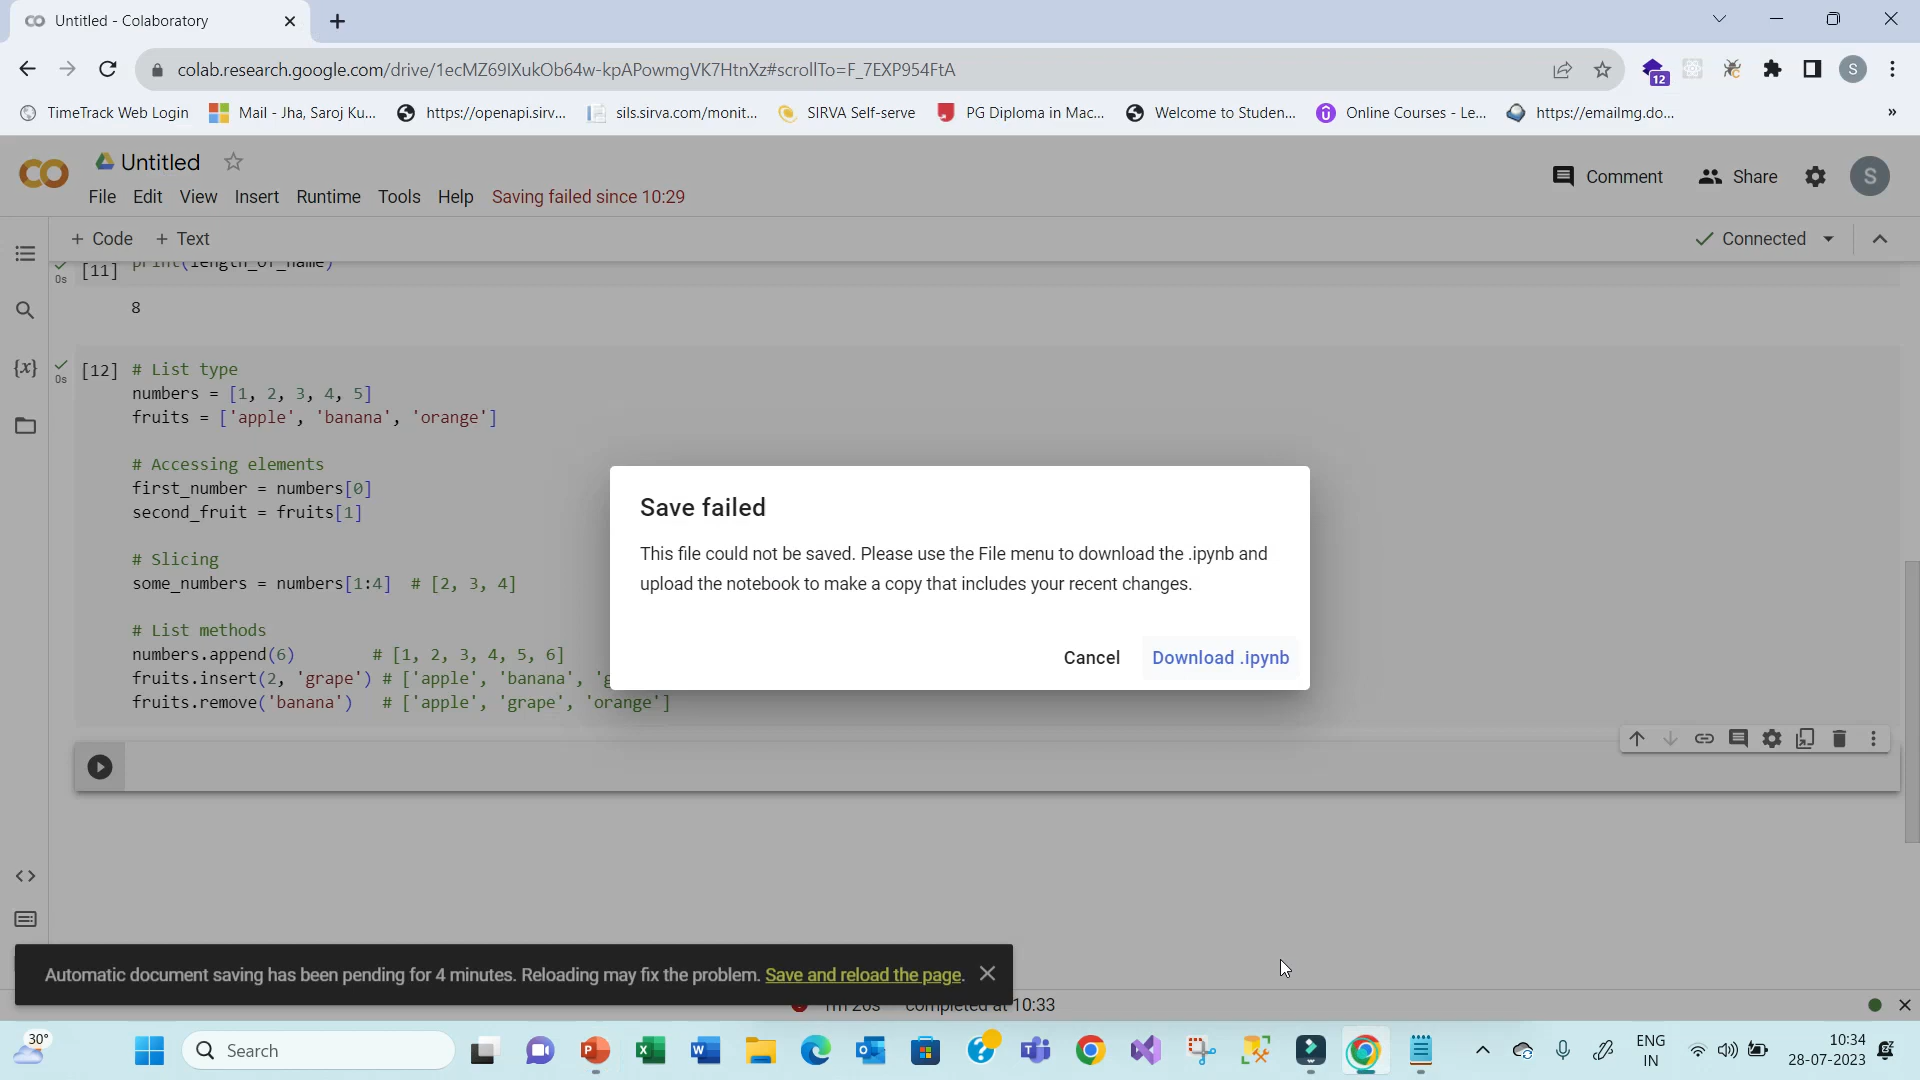 Untitled - Colaboratory
colab.research.google.com/drive/1ecMZ69IXukOb64w-kpAPowmgVK7HtnXz#scrollTo=F_7EXP954FtA
12
S
TimeTrack Web Login
Mail - Jha, Saroj Ku...
https://openapi.sirv...
sils.sirva.com/monit...
SIRVA Self-serve
PG Diploma in Mac...
Welcome to Studen...
Online Courses - Le...
https://emailmg.do...
»
Untitled
Comment
Share
S
File Edit View Insert Runtime Tools Help Saving failed since 10:29
+ Code + Text
Connected
0s [11] print(length_of_name)
8
{x}
0s [12] # List type
numbers = [1, 2, 3, 4, 5]
fruits = ['apple', 'banana', 'orange']
# Accessing elements
first_number = numbers[0]
second_fruit = fruits[1]
# Slicing
some_numbers = numbers[1:4] # [2, 3, 4]
# List methods
numbers.append(6) # [1, 2, 3, 4, 5, 6]
fruits.insert(2, 'grape') # ['apple', 'banana', 'g
fruits.remove('banana') # ['apple', 'grape', 'orange']
Save failed
This file could not be saved. Please use the File menu to download the .ipynb and
upload the notebook to make a copy that includes your recent changes.
Cancel Download .ipynb
Automatic document saving has been pending for 4 minutes. Reloading may fix the problem. Save and reload the page.
1m 26s completed at 10:33
30°
Search
ENG
IN
10:34
28-07-2023